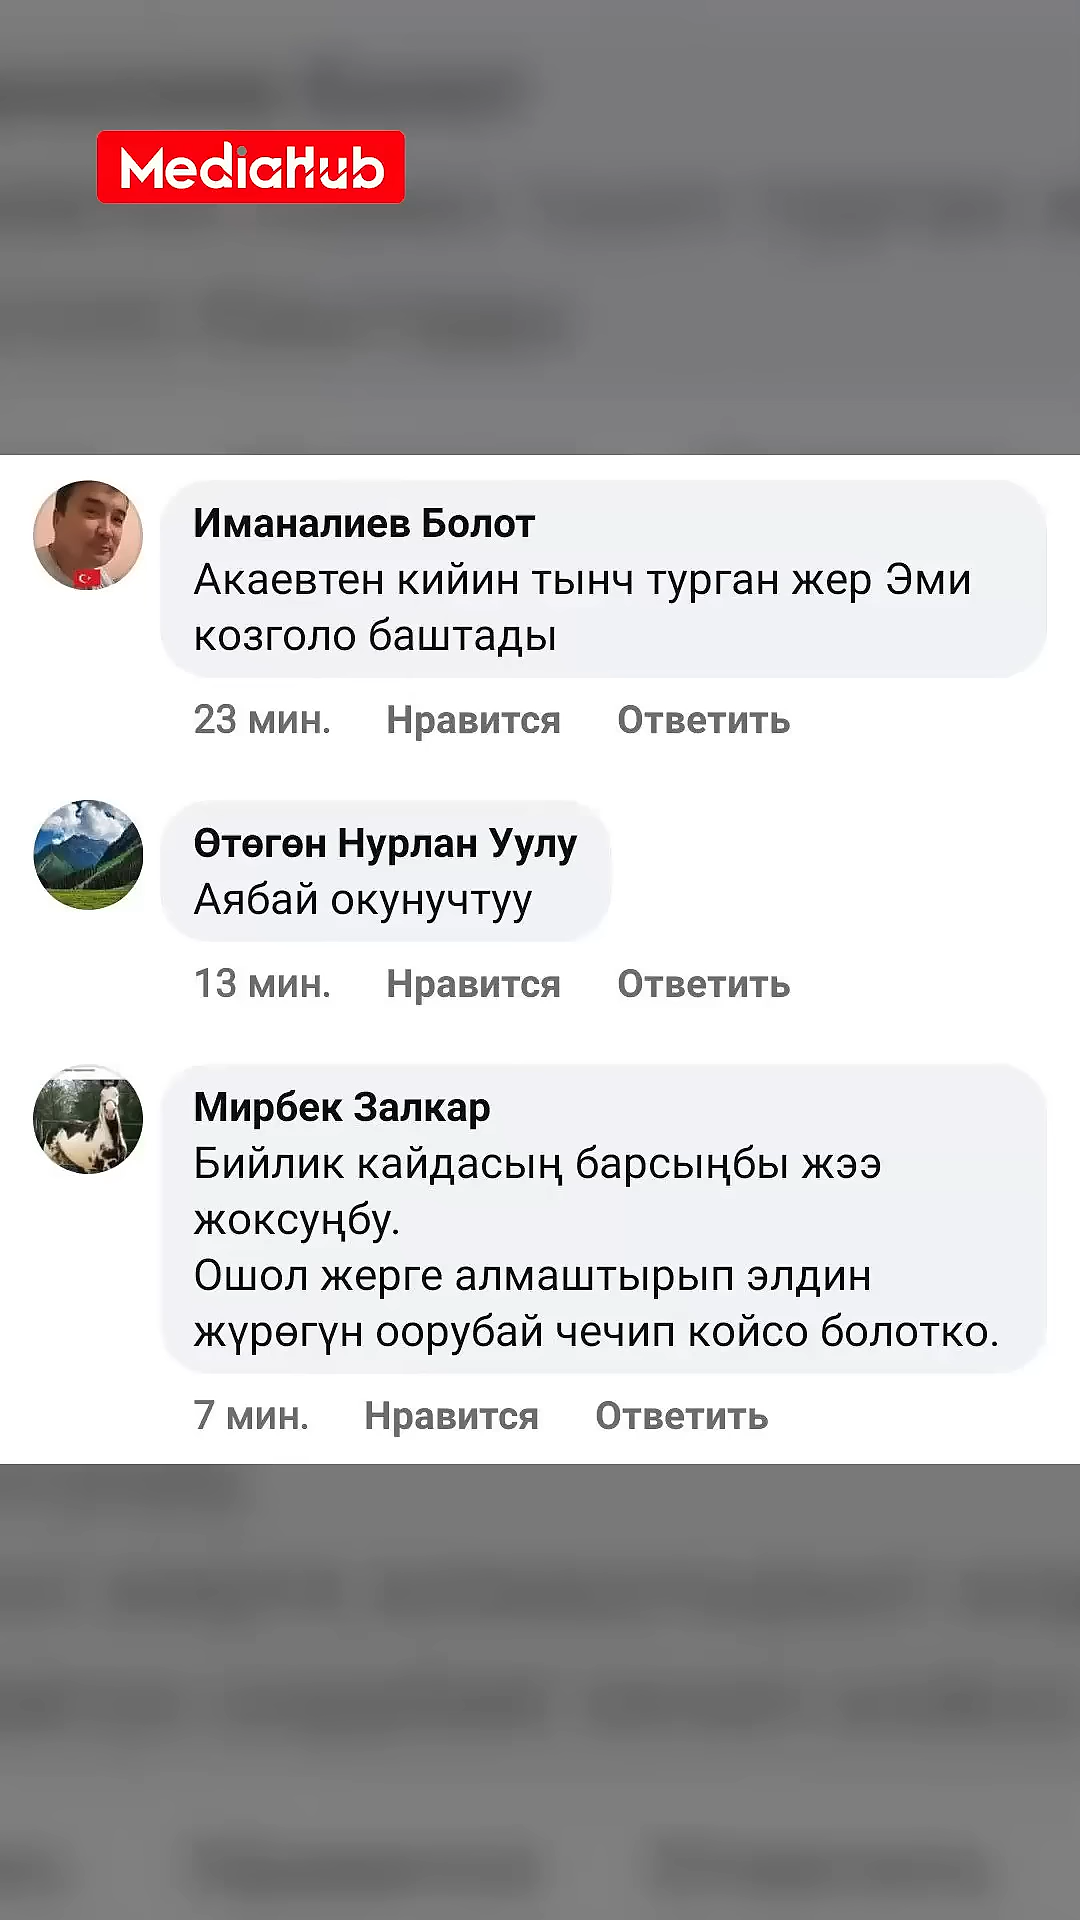 MediaHub
Иманалиев Болот
Акаевтен кийин тынч турган жер Эми
козголо баштады
23 мин. Нравится Ответить
Өтөгөн Нурлан Уулу
Аябай окунучтуу
13 мин. Нравится Ответить
Мирбек Залкар
Бийлик кайдасың барсыңбы жээ
жоксуңбу.
Ошол жерге алмаштырып элдин
жүрөгүн оорубай чечип койсо болотко.
7 мин. Нравится Ответить